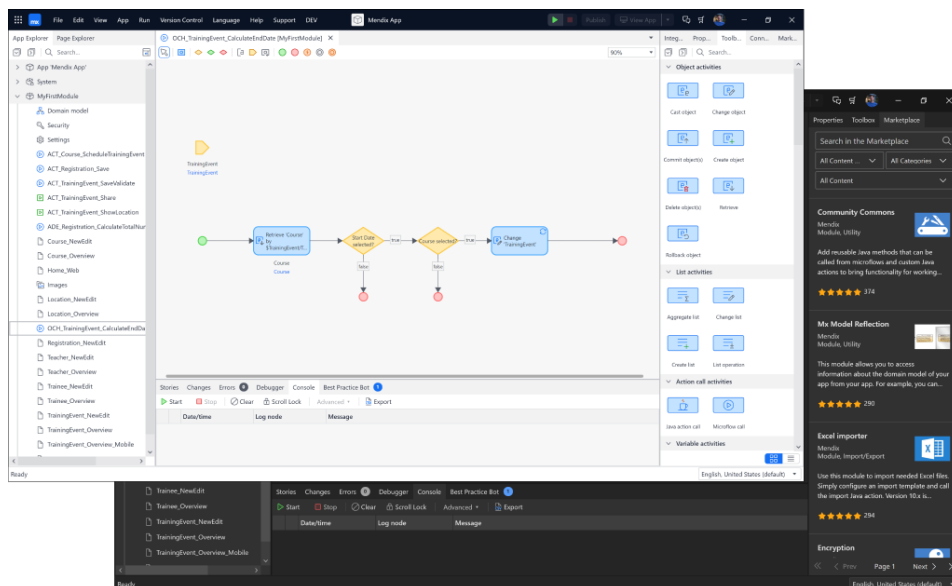 mx File Edit View App Run Version Control Language Help Support DEV Mendix App Publish View App
App Explorer Page Explorer
Search...
App 'Mendix App'
System
MyFirstModule
Domain model
Security
Settings
ACT_Course_ScheduleTrainingEvent
ACT_Registration_Save
ACT_TrainingEvent_SaveValidate
ACT_TrainingEvent_Share
ACT_TrainingEvent_ShowLocation
ADE_Registration_CalculateTotalNur
Course_NewEdit
Course_Overview
Home_Web
Images
Location_NewEdit
Location_Overview
OCH_TrainingEvent_CalculateEndDa
Registration_NewEdit
Teacher_NewEdit
Teacher_Overview
Trainee_NewEdit
Trainee_Overview
TrainingEvent_NewEdit
TrainingEvent_Overview
TrainingEvent_Overview_Mobile
Ready
OCH_TrainingEvent_CalculateEndDate [MyFirstModule]
90%
TrainingEvent
TrainingEvent
Retrieve 'Course'
by
$TrainingEvent/T...
Course
Course
Start Date
selected?
true
false
Course selected?
true
false
Change
'TrainingEvent'
Stories Changes Errors 0 Debugger Console Best Practice Bot 1
Start Stop Clear Scroll Lock Advanced Export
Date/time Log node Message
Integ... Prop... Toolb... Conn... Mark...
Search...
Object activities
Cast object Change object
Commit object(s) Create object
Delete object(s) Retrieve
Rollback object
List activities
Aggregate list Change list
Create list List operation
Action call activities
Java action call Microflow call
Variable activities
English, United States (default)
Properties Toolbox Marketplace
Search in the Marketplace
All Content ... All Categories
All Content
Community Commons
Mendix
Module, Utility
Add reusable Java methods that can be
called from microflows and custom Java
actions to bring functionality for working...
374
Mx Model Reflection
Mendix
Module, Utility
This module allows you to access
information about the domain model of your
app from your app. For example, you can...
290
Excel importer
Mendix
Module, Import/Export
Use this module to import needed Excel files.
Simply configure an import template and call
the import Java action. Version 10.x is...
294
Encryption
Prev Page 1 Next
English, United States (default)
Trainee_NewEdit
Trainee_Overview
TrainingEvent_NewEdit
TrainingEvent_Overview
TrainingEvent_Overview_Mobile
Ready
Stories Changes Errors 0 Debugger Console Best Practice Bot 1
Start Stop Clear Scroll Lock Advanced Export
Date/time Log node Message